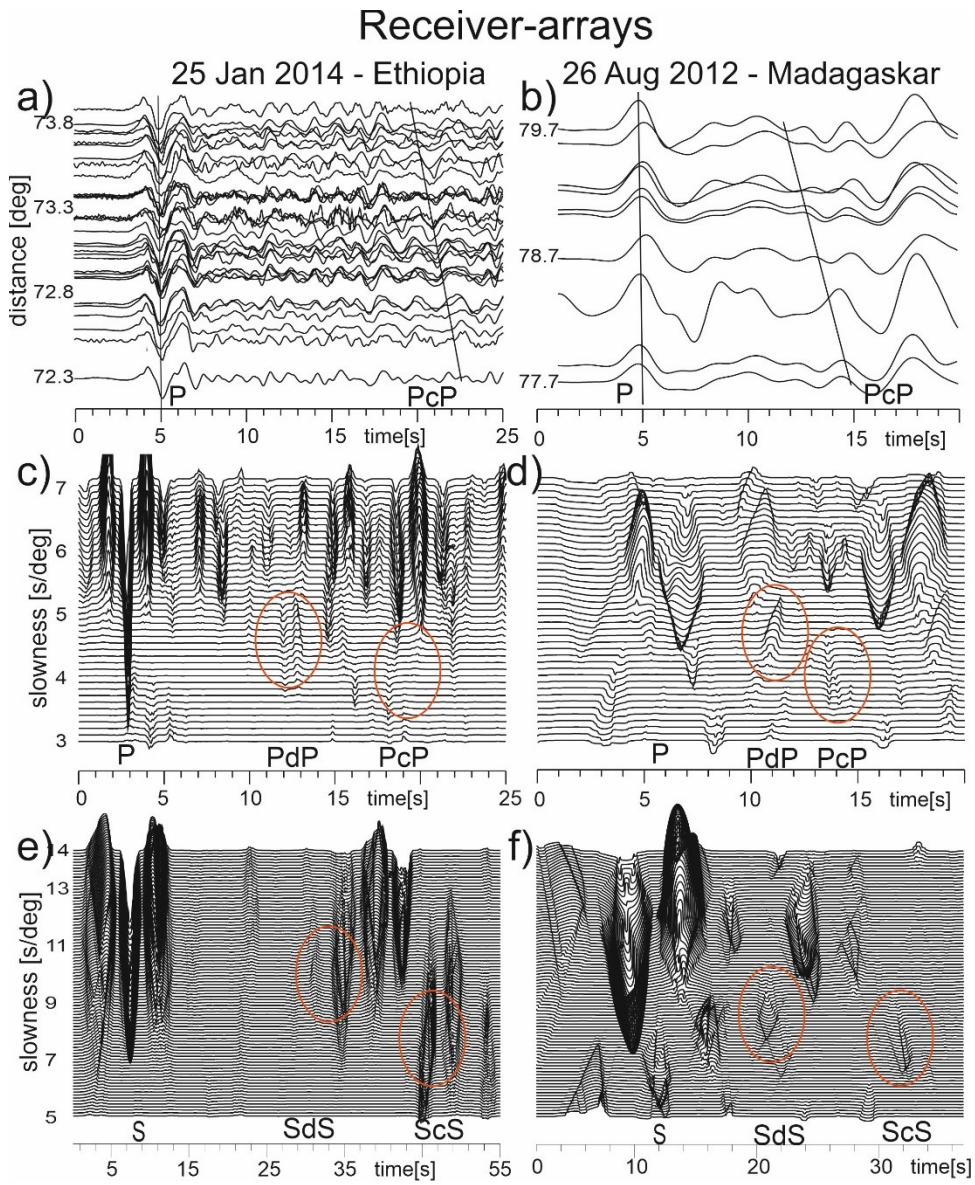 Receiver-arrays
25 Jan 2014 - Ethiopia
26 Aug 2012 - Madagaskar
a)
b)
distance [deg]
73.8
73.3
72.8
72.3
79.7
78.7
77.7
P
PcP
P
PcP
0 5 10 15 time[s] 25
0 5 10 15 time[s]
c)
d)
slowness [s/deg]
7
6
5
4
3
P PdP PcP
P PdP PcP
0 5 10 15 time[s] 25
0 5 10 15 time[s]
e)
f)
slowness [s/deg]
14
13
11
9
7
5
S SdS ScS
S SdS ScS
5 15 25 35 time[s] 55
0 10 20 30 time[s]